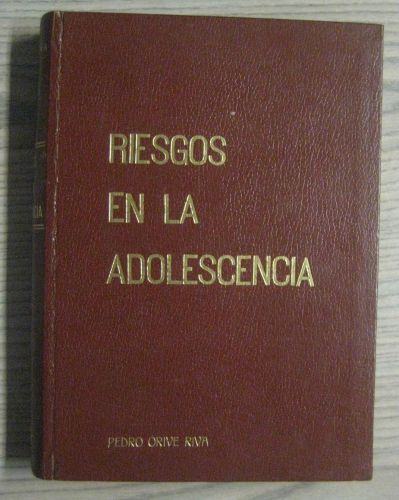 RIESGOS
EN LA
ADOLESCENCIA
PEDRO ORIVE RIVA